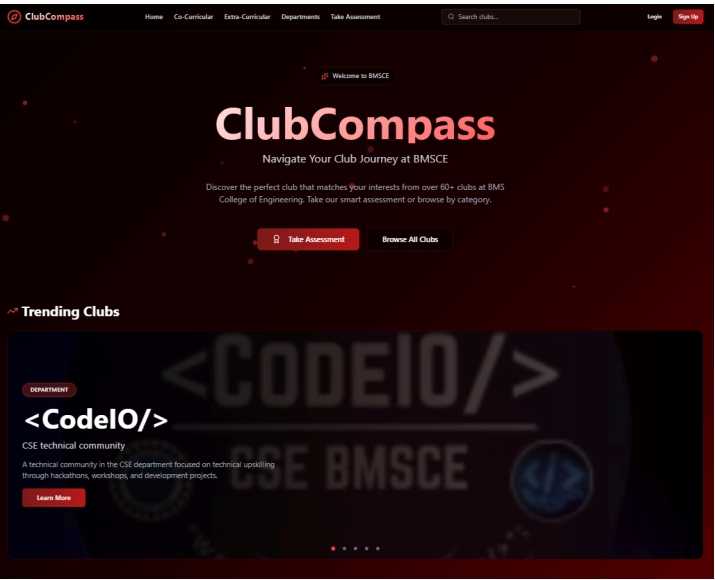 ClubCompass
Home Co-Curricular Extra-Curricular Departments Take Assessment
Search clubs...
Login
Sign Up
Welcome to BMSCE
ClubCompass
Navigate Your Club Journey at BMSCE
Discover the perfect club that matches your interests from over 60+ clubs at BMS
College of Engineering. Take our smart assessment or browse by category.
Take Assessment
Browse All Clubs
Trending Clubs
<CODEIO/>
CSE BMSCE
</>
DEPARTMENT
<CodeIO/>
CSE technical community
A technical community in the CSE department focused on technical upskilling
through hackathons, workshops, and development projects.
Learn More